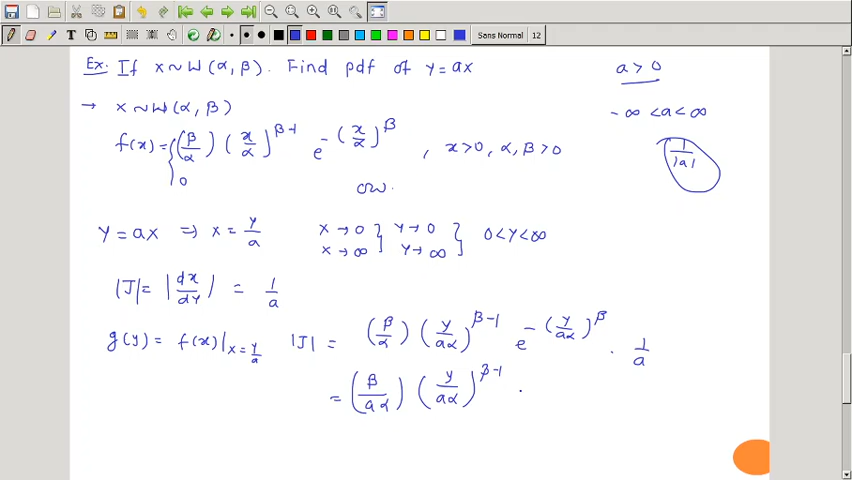 Sans Normal 12
Ex. If x~W(α,β). Find pdf of y=ax
a>0
→ x~W(α,β)
-∞<a<∞
f(x) = { (β/α) (x/α)^(β-1) e^-(x/α)^β , x>0, α,β>0
1/|a|
0 ow.
Y=ax ⇒ x=Y/a
x→0 } Y→0 }
x→∞ } Y→∞ } 0<Y<∞
|J| = |dx/dY| = 1/a
g(y) = f(x)|x=Y/a |J| = (β/α) (Y/aα)^(β-1) e^-(Y/aα)^β . 1/a
= (β/aα) (Y/aα)^(β-1) .